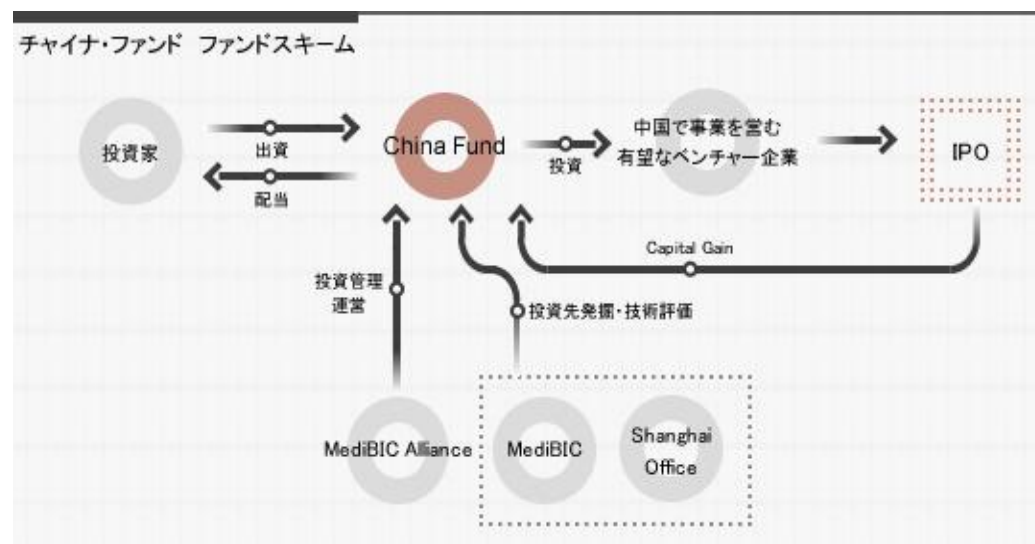 チャイナ・ファンド ファンドスキーム
投資家
出資
配当
China Fund
投資
中国で事業を営む
有望なベンチャー企業
IPO
Capital Gain
投資管理
運営
投資先発掘・技術評価
MediBIC Alliance
MediBIC
Shanghai
Office